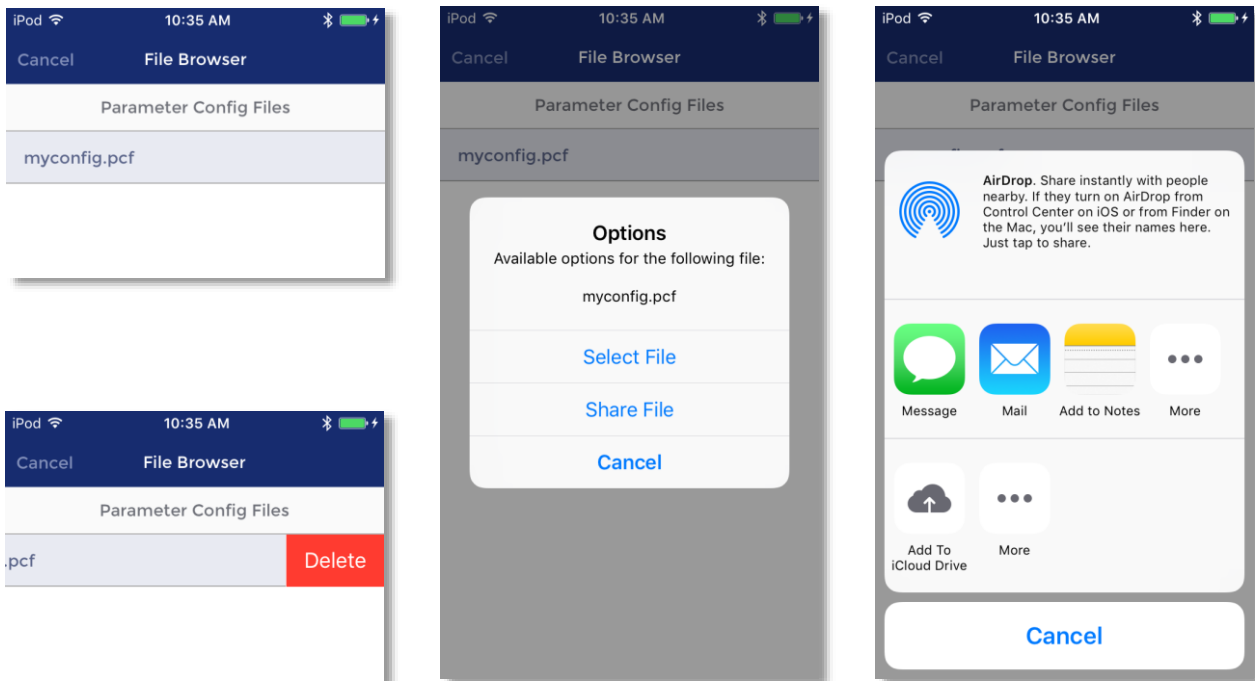 iPod 10:35 AM
Cancel File Browser
Parameter Config Files
myconfig.pcf
iPod 10:35 AM
Cancel File Browser
Parameter Config Files
.pcf Delete
iPod 10:35 AM
Cancel File Browser
Parameter Config Files
myconfig.pcf
Options
Available options for the following file:
myconfig.pcf
Select File
Share File
Cancel
iPod 10:35 AM
Cancel File Browser
Parameter Config Files
AirDrop. Share instantly with people
nearby. If they turn on AirDrop from
Control Center on iOS or from Finder on
the Mac, you'll see their names here.
Just tap to share.
Message Mail Add to Notes More
Add To More
iCloud Drive
Cancel